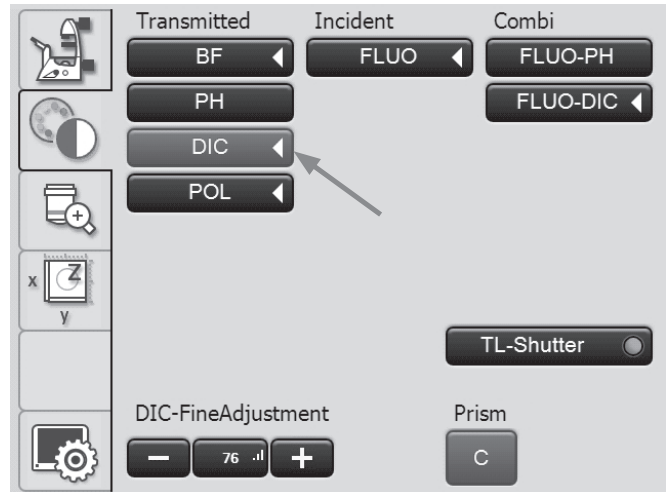 Transmitted Incident Combi
BF FLUO FLUO-PH
PH FLUO-DIC
DIC
POL
x Z
y
TL-Shutter
DIC-FineAdjustment Prism
− 76 + C